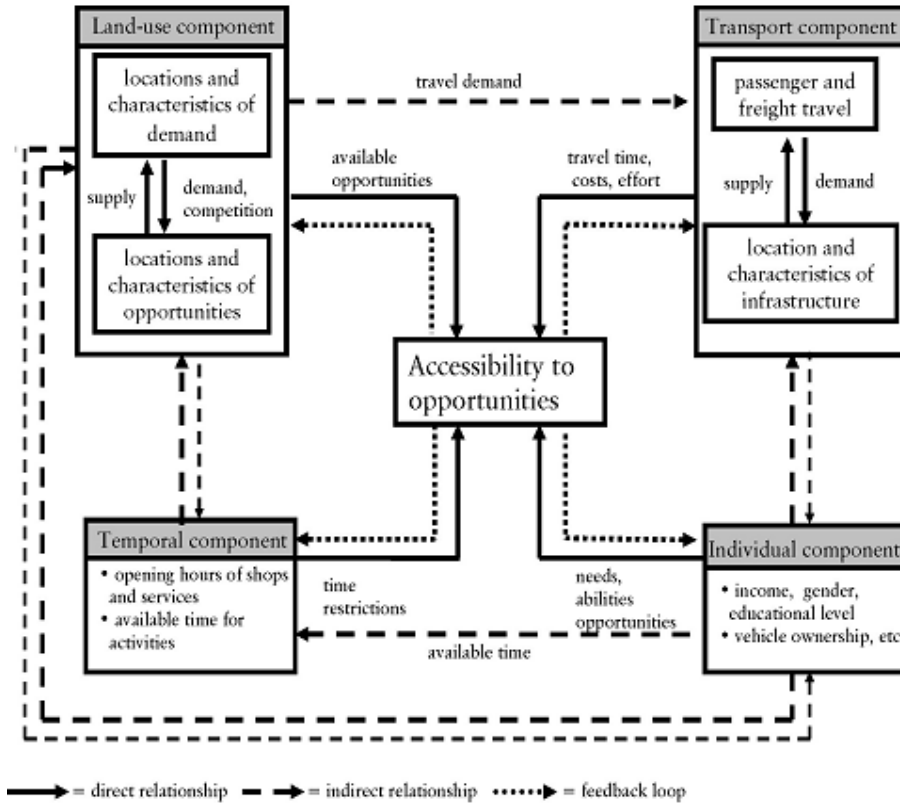 Land-use component
locations and
characteristics of
demand
supply
demand,
competition
locations and
characteristics of
opportunities
travel demand
available
opportunities
travel time,
costs, effort
Transport component
passenger and
freight travel
supply
demand
location and
characteristics of
infrastructure
Accessibility to
opportunities
Temporal component
• opening hours of shops
and services
• available time for
activities
time
restrictions
needs,
abilities
opportunities
available time
Individual component
• income, gender,
educational level
• vehicle ownership, etc
= direct relationship
= indirect relationship
= feedback loop